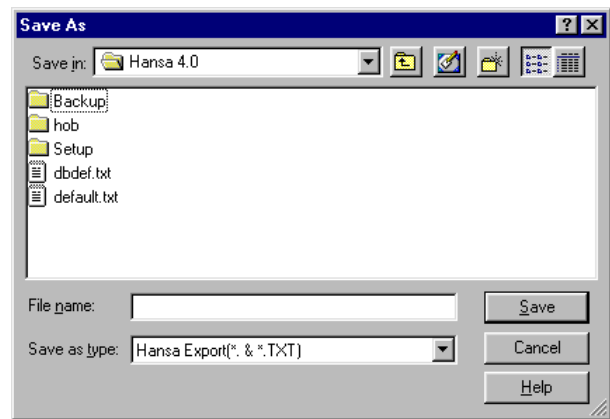 Save As
Save in: Hansa 4.0
Backup
hob
Setup
dbdef.txt
default.txt
File name: Save
Save as type: Hansa Export(*. & *.TXT) Cancel
Help